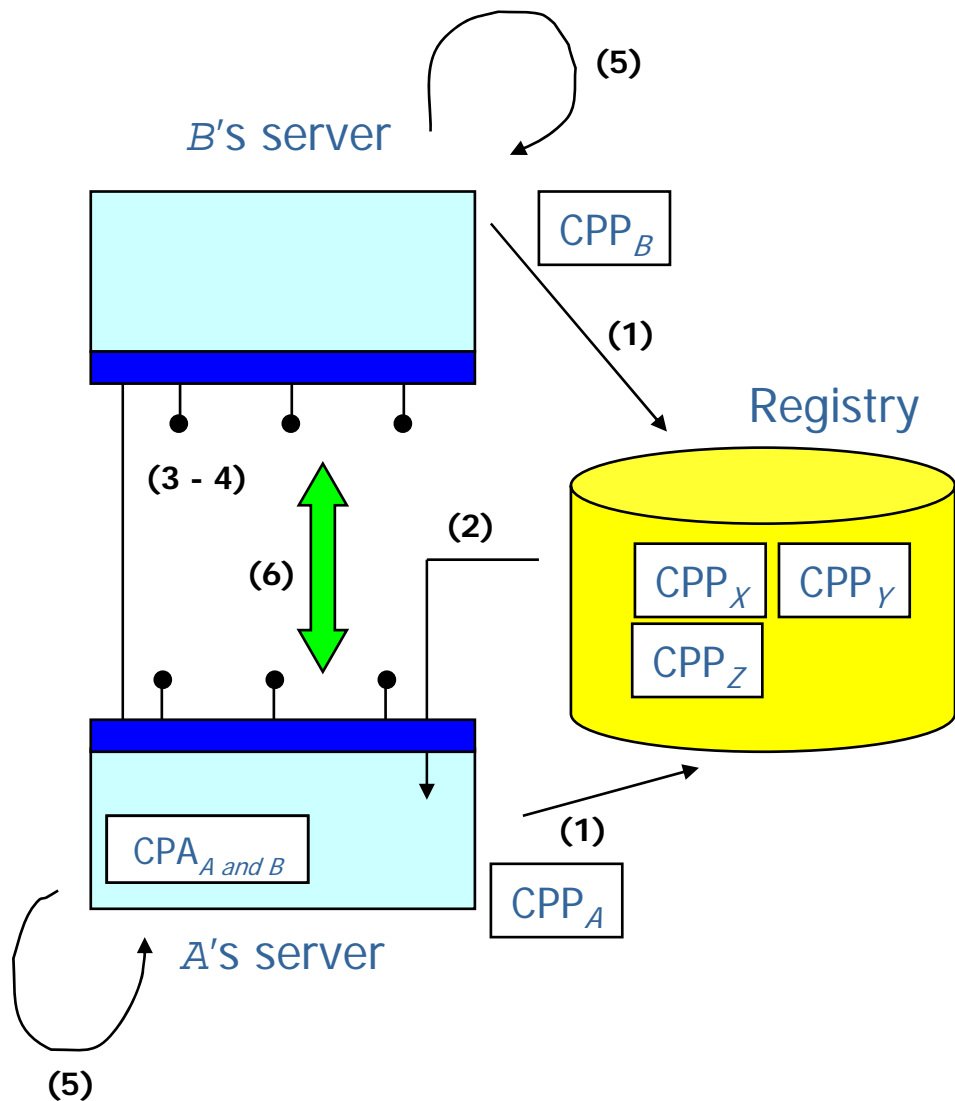 (5)
B's server
CPP_B
(1)
Registry
(3 - 4)
(2)
(6)
CPP_X
CPP_Y
CPP_Z
CPA_A and B
(1)
CPP_A
A's server
(5)